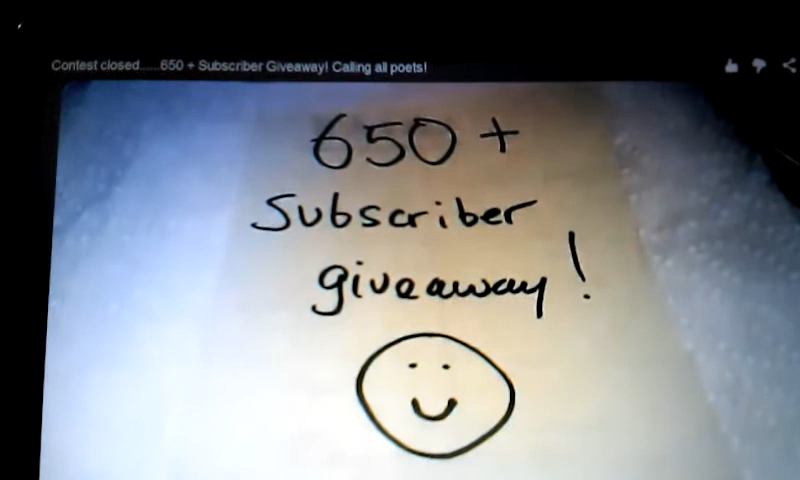 Contest closed......650 + Subscriber Giveaway! Calling all poets!
650 +
Subscriber
giveaway!